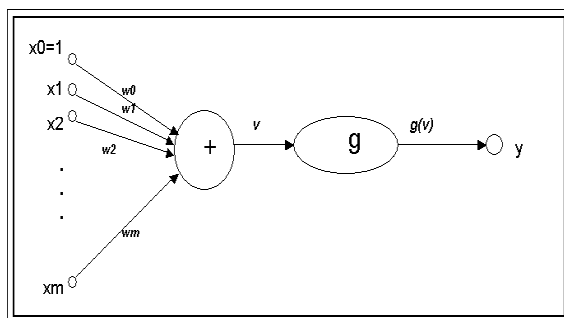 x0=1
w0
x1
w1
x2
w2
+
v
g
g(v)
y
.
.
.
wm
xm